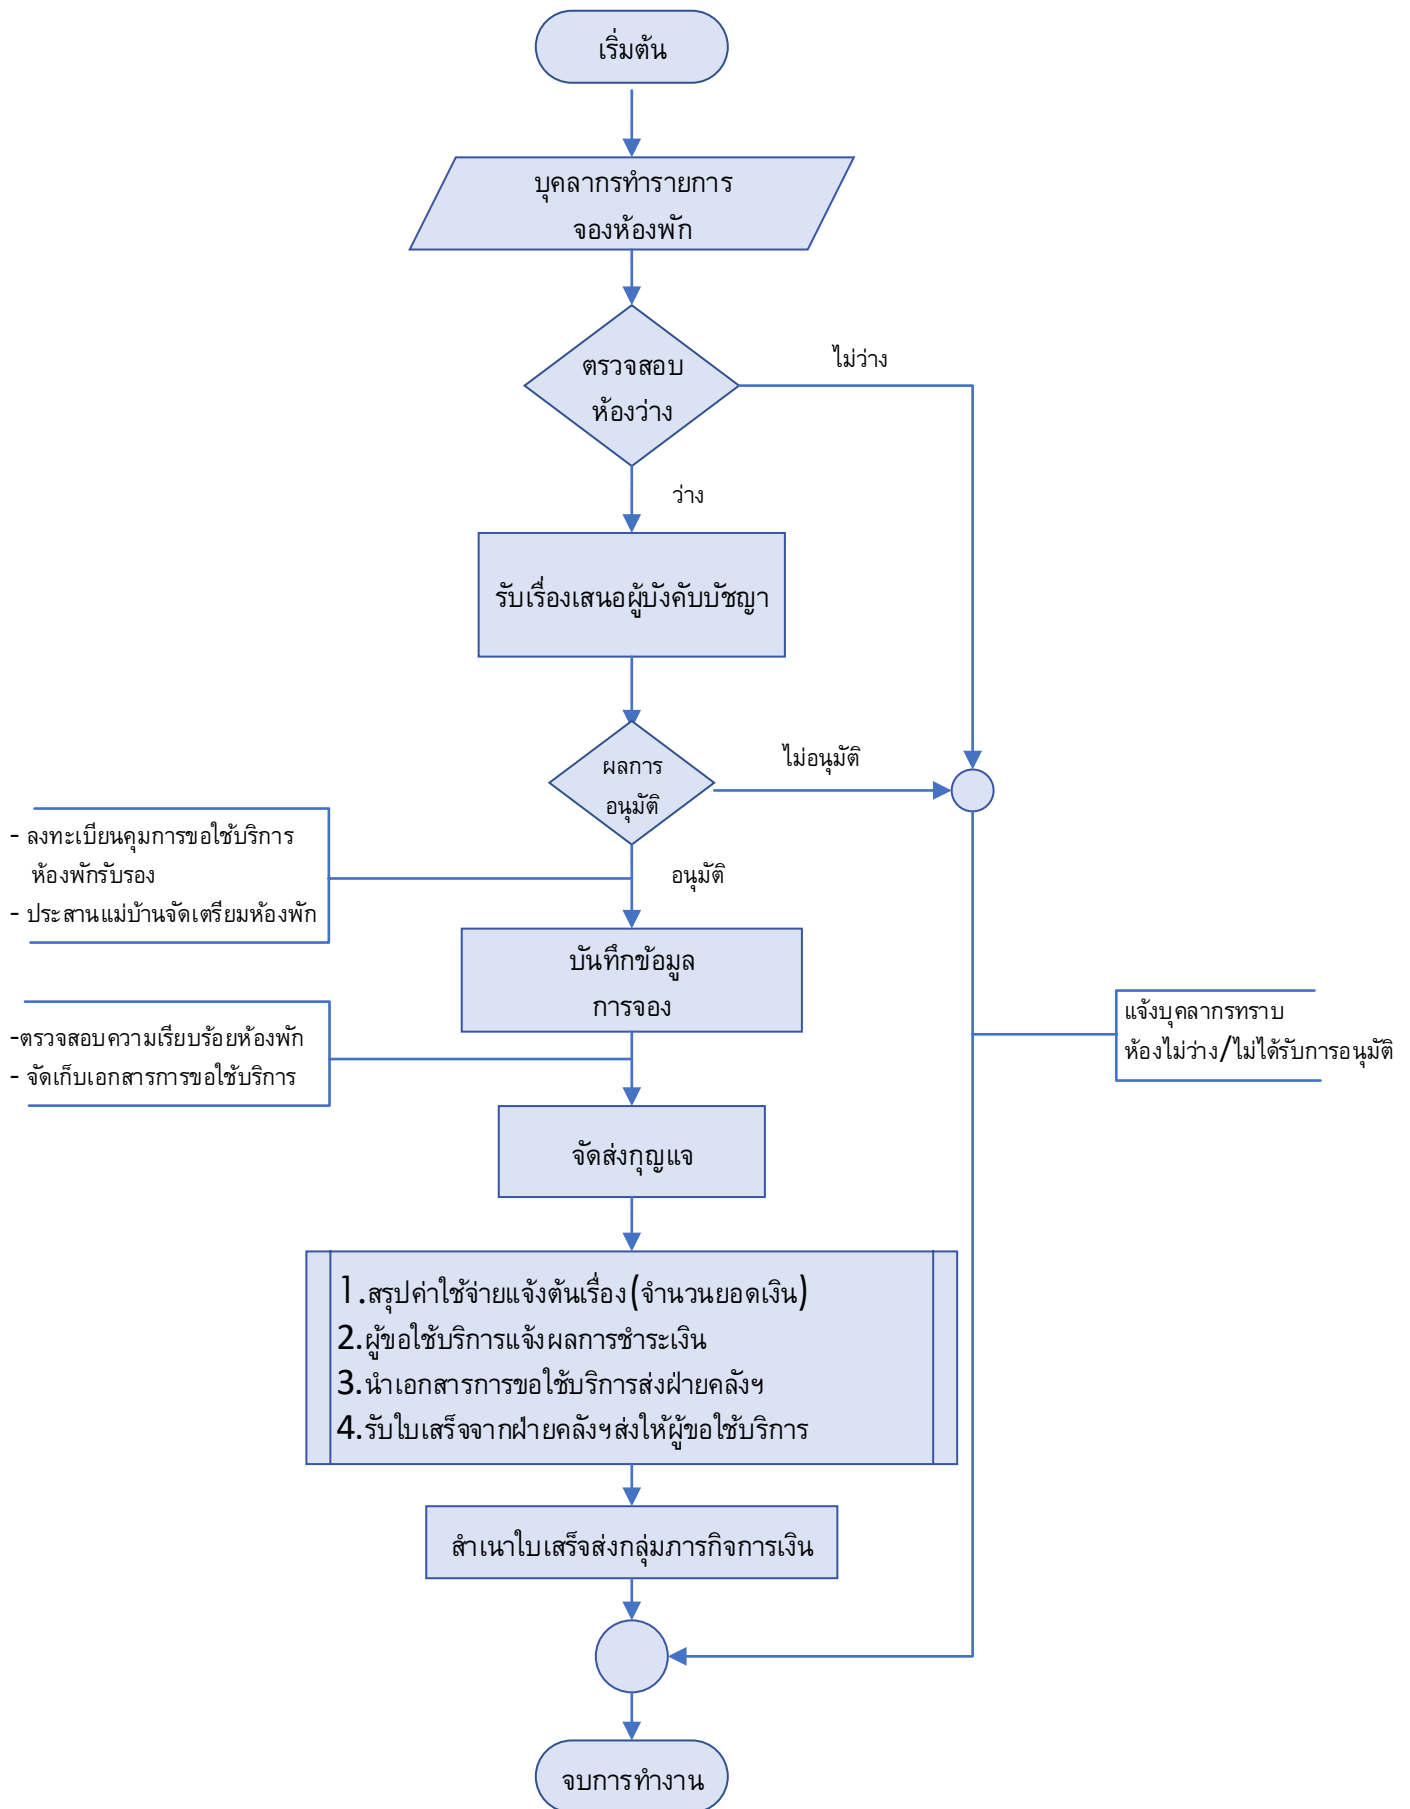 เริ่มต้น
บุคลากรทำรายการ
จองห้องพัก
ตรวจสอบ
ห้องว่าง
ไม่ว่าง
ว่าง
รับเรื่องเสนอผู้บังคับบัชญา
ผลการ
อนุมัติ
ไม่อนุมัติ
อนุมัติ
- ลงทะเบียนคุมการขอใช้บริการ
ห้องพักรับรอง
- ประสานแม่บ้านจัดเตรียมห้องพัก
บันทึกข้อมูล
การจอง
-ตรวจสอบความเรียบร้อยห้องพัก
- จัดเก็บเอกสารการขอใช้บริการ
แจ้งบุคลากรทราบ
ห้องไม่ว่าง/ไม่ได้รับการอนุมัติ
จัดส่งกุญแจ
1.สรุปค่าใช้จ่ายแจ้งต้นเรื่อง(จำนวนยอดเงิน)
2.ผู้ขอใช้บริการแจ้งผลการชำระเงิน
3.นำเอกสารการขอใช้บริการส่งฝ่ายคลังฯ
4.รับใบเสร็จจากฝ่ายคลังฯส่งให้ผู้ขอใช้บริการ
สำเนาใบเสร็จส่งกลุ่มภารกิจการเงิน
จบการทำงาน